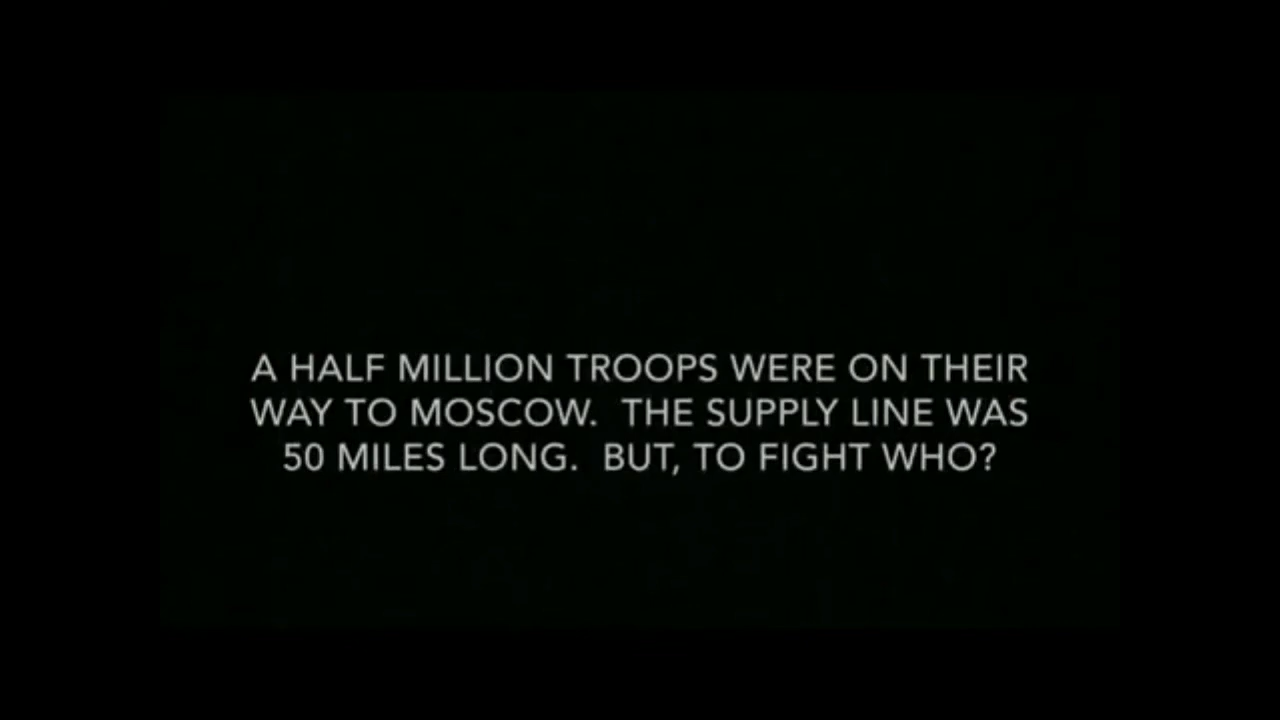 A HALF MILLION TROOPS WERE ON THEIR
WAY TO MOSCOW.  THE SUPPLY LINE WAS
50 MILES LONG.  BUT, TO FIGHT WHO?